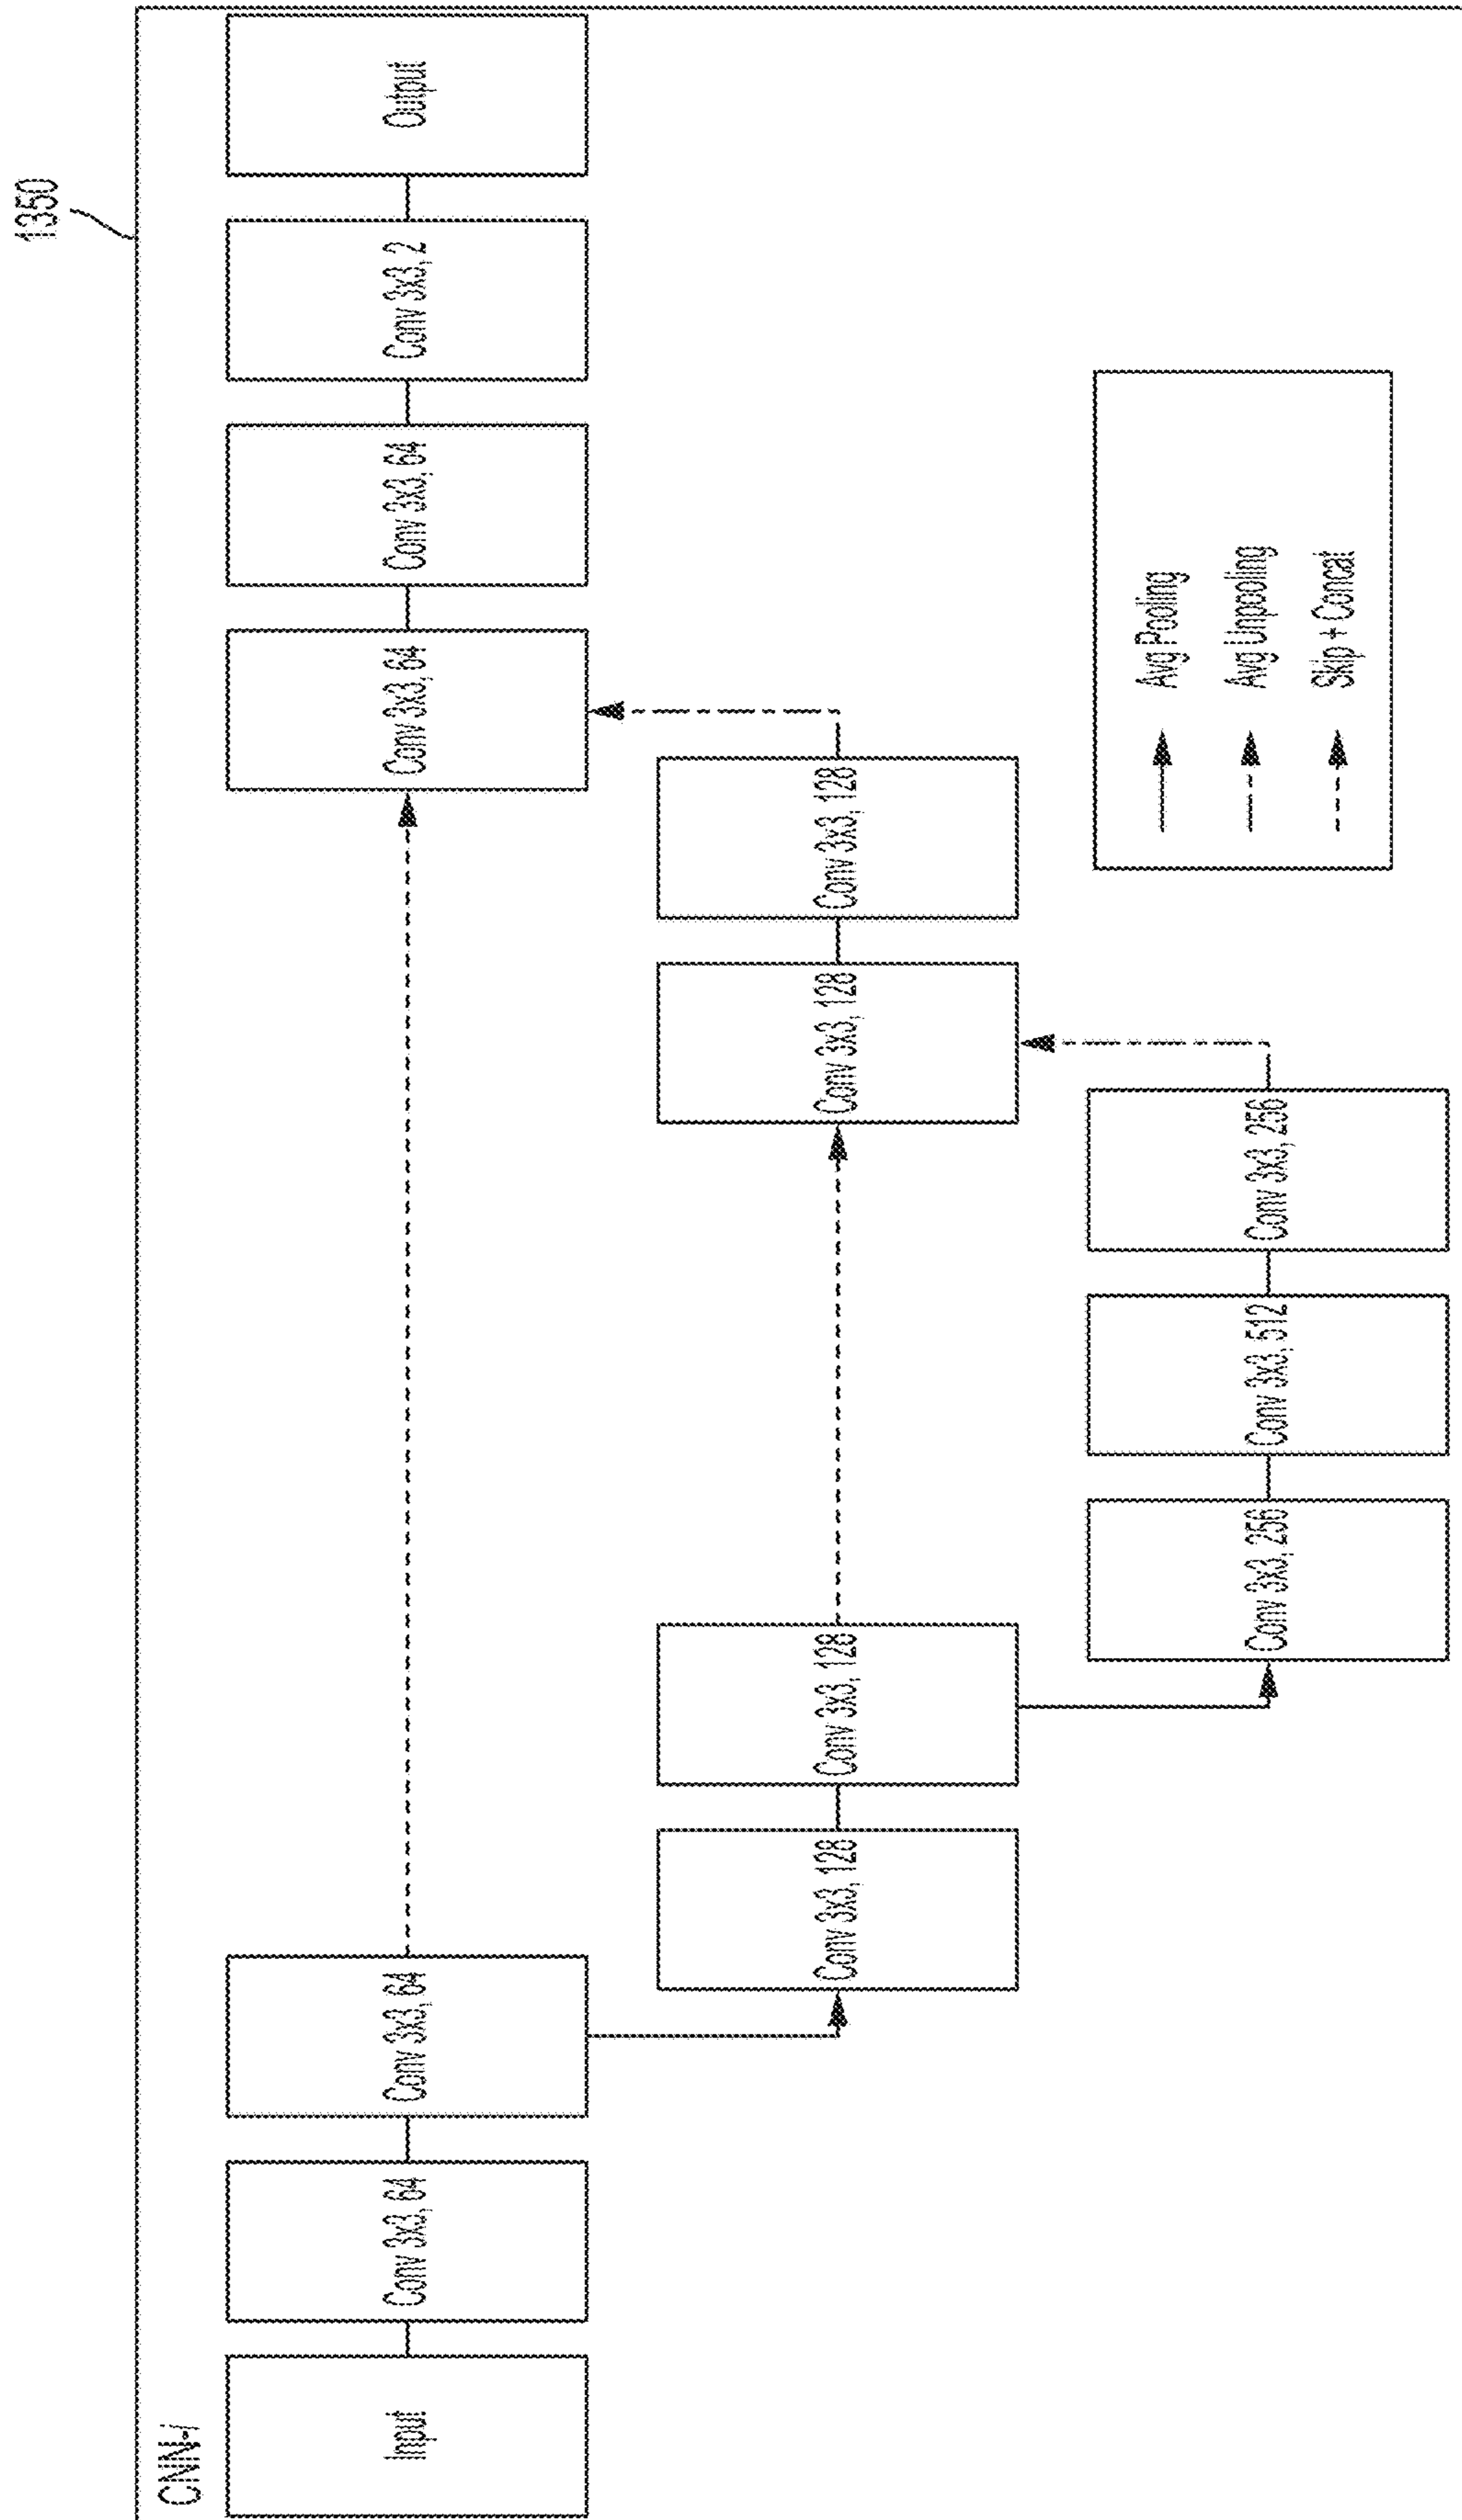 1350
CNN-i
Input
Conv 3x3, 64
Conv 3x3, 64
Conv 3x3, 64
Conv 3x3, 64
Conv 3x3, 2
Output
Conv 3x3, 128
Conv 3x3, 128
Conv 3x3, 128
Conv 3x3, 128
Conv 3x3, 256
Conv 3x3, 512
Conv 3x3, 256
Avg Pooling
Avg Unpooling
Skip + Concat